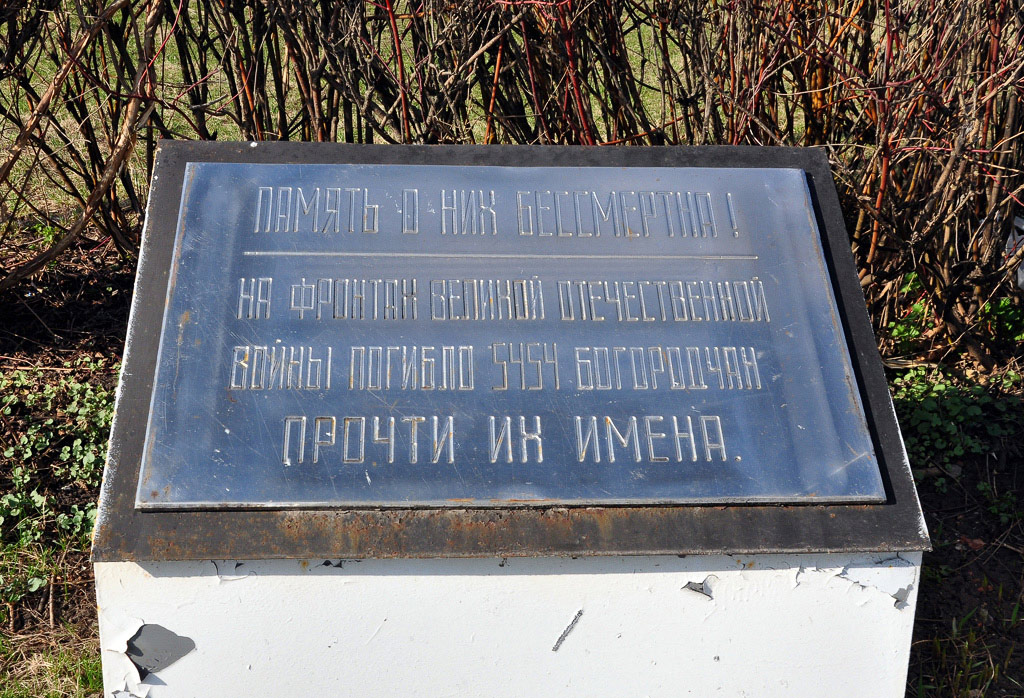 ПАМЯТЬ О НИХ БЕССМЕРТНА!
НА ФРОНТАХ ВЕЛИКОЙ ОТЕЧЕСТВЕННОЙ
ВОЙНЫ ПОГИБЛО 5454 БОГОРОДЧАН
ПРОЧТИ ИХ ИМЕНА